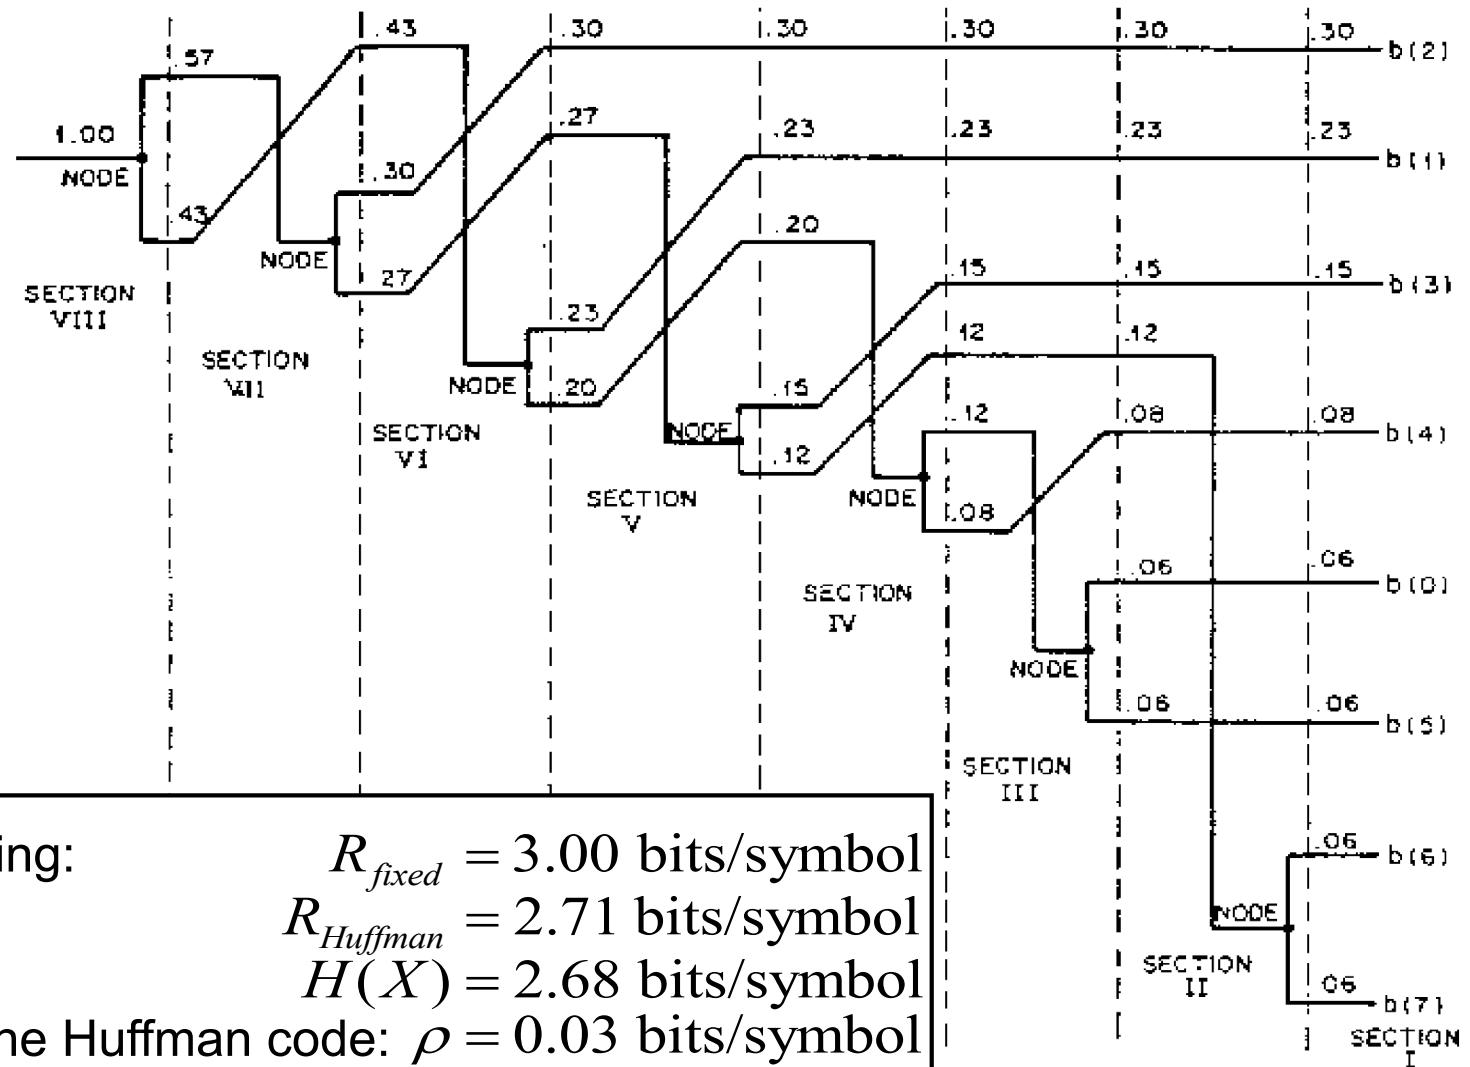 .43 .30 .30 .30 .30 .30 b(2)
.57
1.00 .27 .23 .23 .23 .23 b(1)
NODE .30
.43 .20
NODE .27 .15 .15 .15 b(3)
SECTION VIII .23 .12 .12
SECTION VII NODE .20 .15 .12 .08 .08 b(4)
SECTION VI NODE .12
SECTION V NODE .08
.06 .06 b(0)
SECTION IV
NODE
.06 .06 b(5)
SECTION III
ing: R_fixed = 3.00 bits/symbol
.06 b(6)
R_Huffman = 2.71 bits/symbol
NODE
H(X) = 2.68 bits/symbol
SECTION II
.06 b(7)
ne Huffman code: ρ = 0.03 bits/symbol
SECTION I